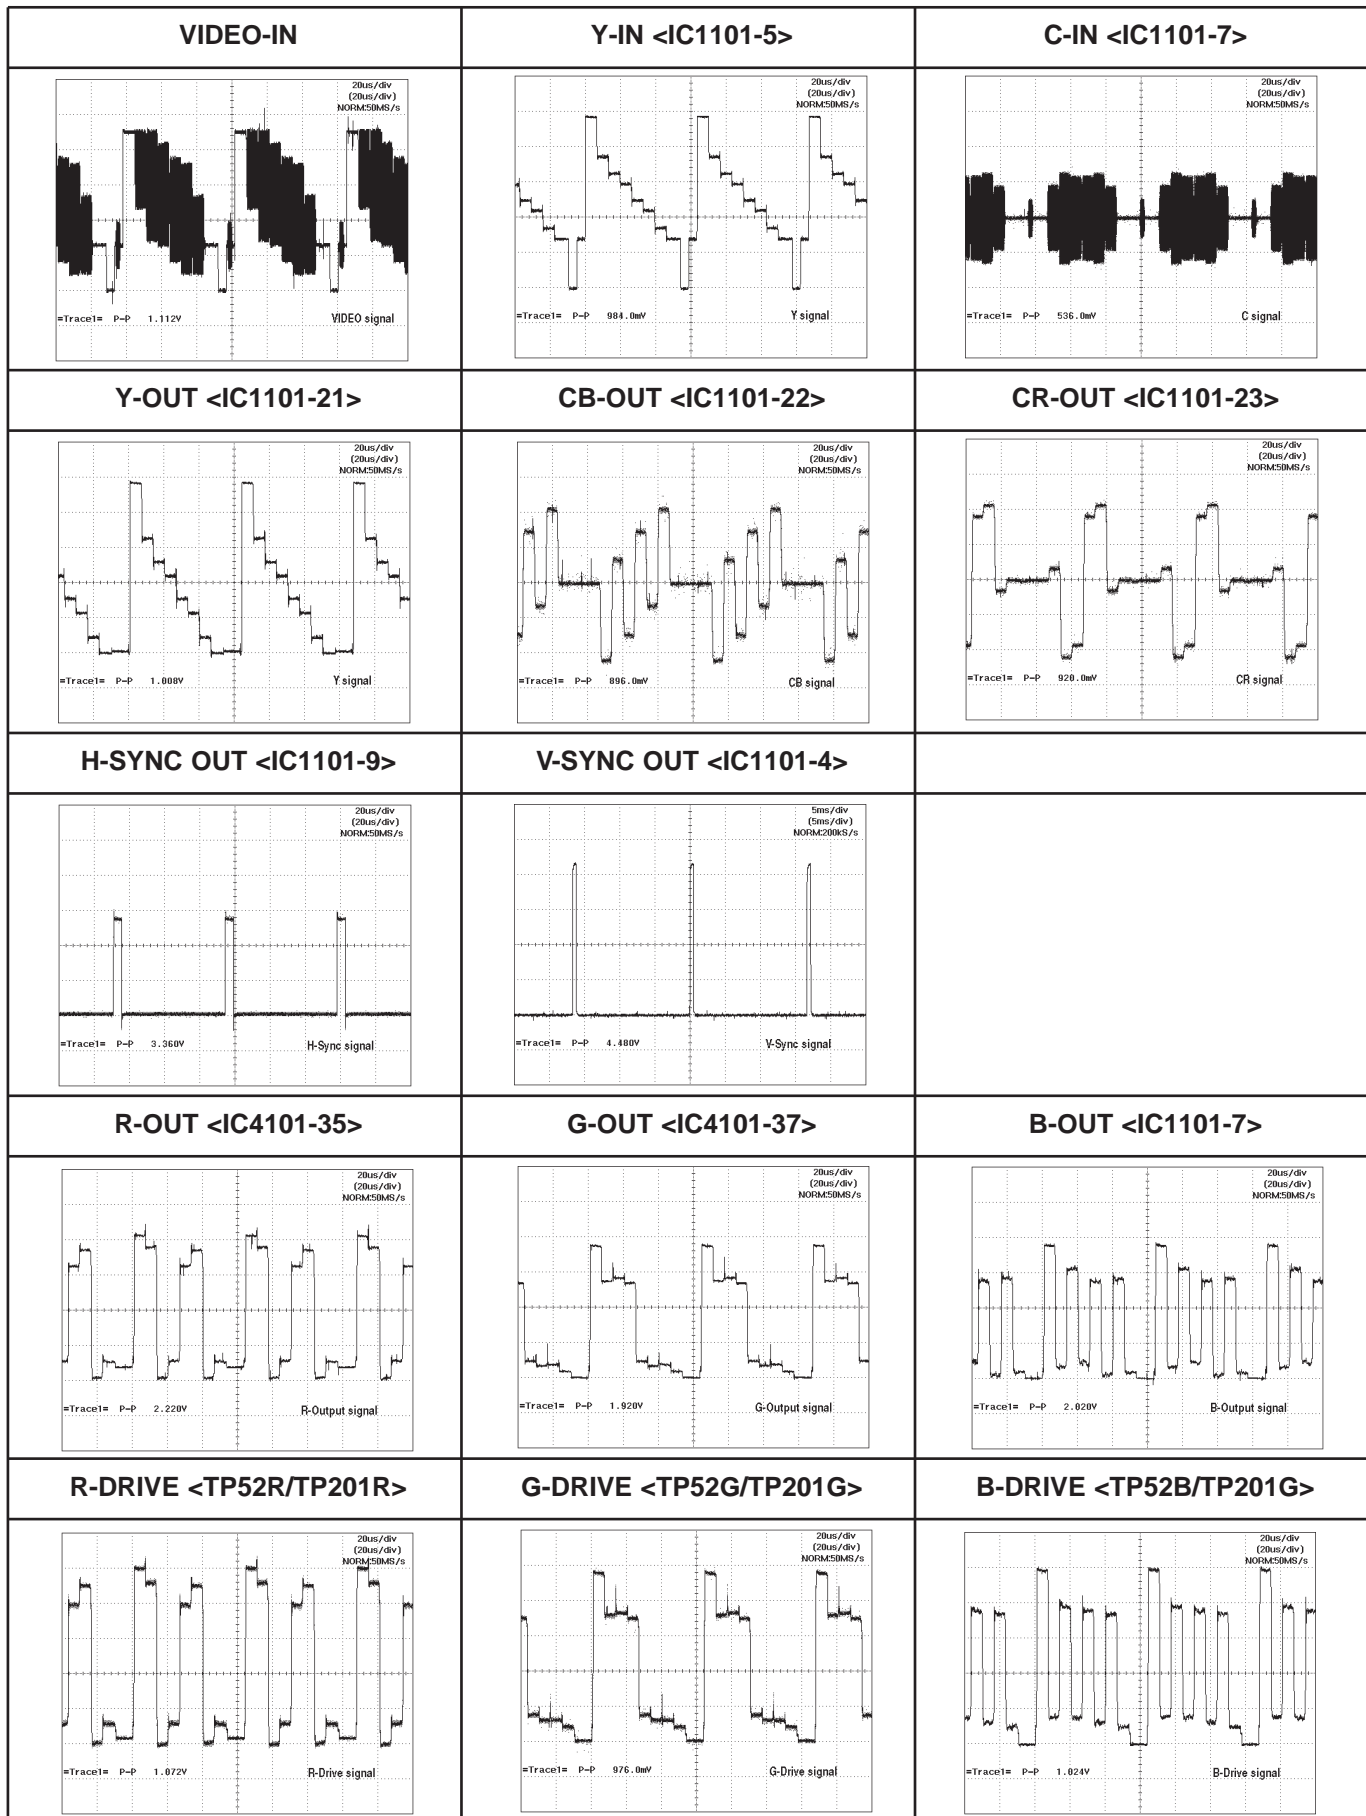 VIDEO-IN
Y-IN <IC1101-5>
C-IN <IC1101-7>
20us/div
(20us/div)
NORM:50MS/s
=Trace1= P-P 1.112V
VIDEO signal
20us/div
(20us/div)
NORM:50MS/s
=Trace1= P-P 984.0mV
Y signal
20us/div
(20us/div)
NORM:50MS/s
=Trace1= P-P 536.0mV
C signal
Y-OUT <IC1101-21>
CB-OUT <IC1101-22>
CR-OUT <IC1101-23>
20us/div
(20us/div)
NORM:50MS/s
=Trace1= P-P 1.008V
Y signal
20us/div
(20us/div)
NORM:50MS/s
=Trace1= P-P 896.0mV
CB signal
20us/div
(20us/div)
NORM:50MS/s
=Trace1= P-P 920.0mV
CR signal
H-SYNC OUT <IC1101-9>
V-SYNC OUT <IC1101-4>
20us/div
(20us/div)
NORM:50MS/s
=Trace1= P-P 3.360V
H-Sync signal
5ms/div
(5ms/div)
NORM:200kS/s
=Trace1= P-P 4.480V
V-Sync signal
R-OUT <IC4101-35>
G-OUT <IC4101-37>
B-OUT <IC1101-7>
20us/div
(20us/div)
NORM:50MS/s
=Trace1= P-P 2.220V
R-Output signal
20us/div
(20us/div)
NORM:50MS/s
=Trace1= P-P 1.920V
G-Output signal
20us/div
(20us/div)
NORM:50MS/s
=Trace1= P-P 2.020V
B-Output signal
R-DRIVE <TP52R/TP201R>
G-DRIVE <TP52G/TP201G>
B-DRIVE <TP52B/TP201G>
20us/div
(20us/div)
NORM:50MS/s
=Trace1= P-P 1.072V
R-Drive signal
20us/div
(20us/div)
NORM:50MS/s
=Trace1= P-P 976.0mV
G-Drive signal
20us/div
(20us/div)
NORM:50MS/s
=Trace1= P-P 1.024V
B-Drive signal